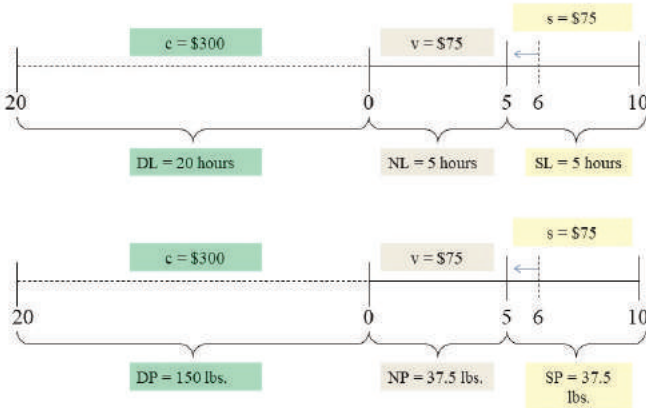 s = $75
c = $300
v = $75
20
0
5
6
10
DL = 20 hours
NL = 5 hours
SL = 5 hours
s = $75
c = $300
v = $75
20
0
5
6
10
DP = 150 lbs.
NP = 37.5 lbs.
SP = 37.5
lbs.